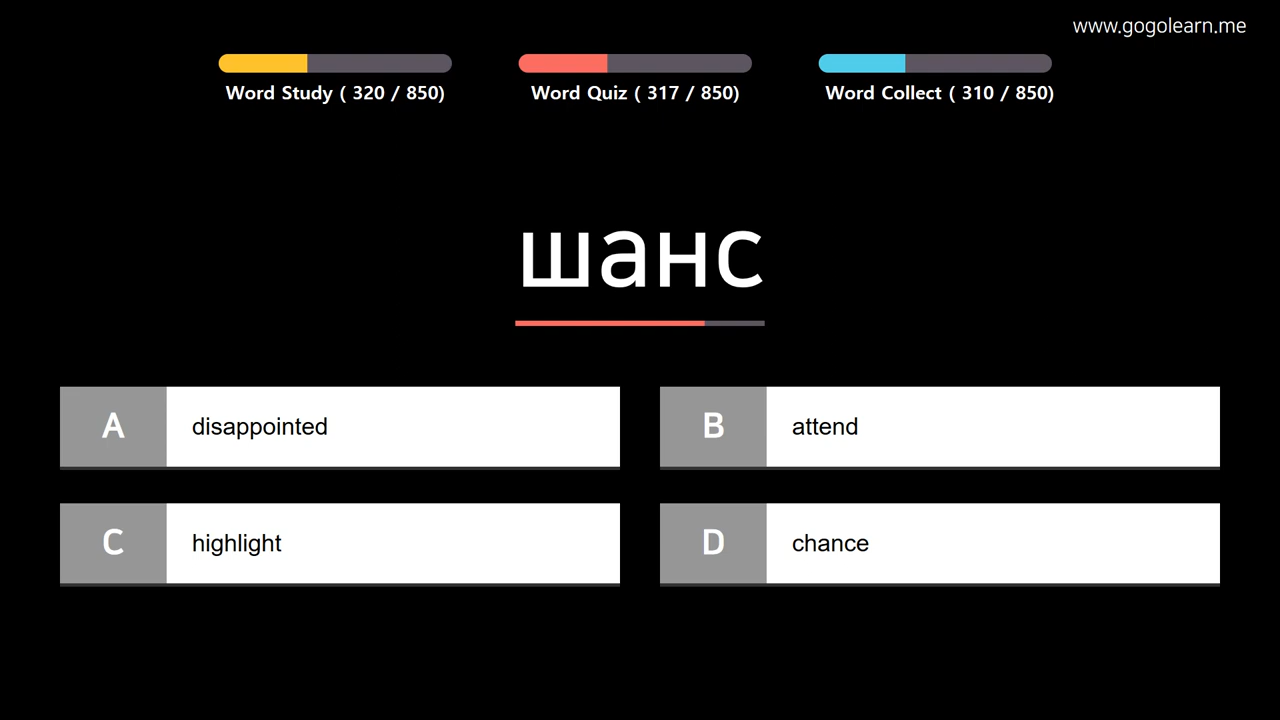 www.gogolearn.me
Word Study ( 320 / 850)
Word Quiz ( 317 / 850)
Word Collect ( 310 / 850)
шанс
A disappointed
B attend
C highlight
D chance